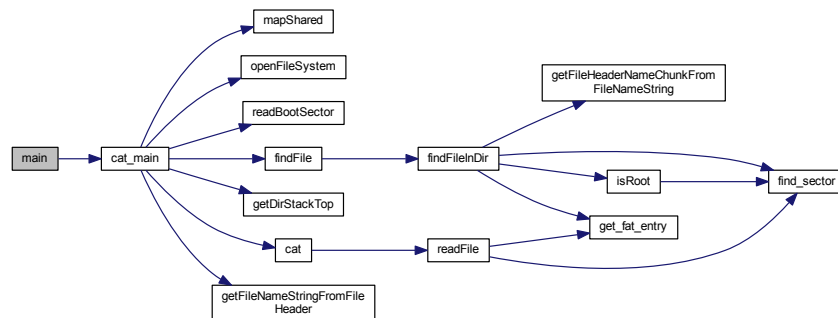 mapShared
openFileSystem
readBootSector
main
cat_main
findFile
getDirStackTop
cat
getFileNameStringFromFile
Header
findFileInDir
readFile
getFileHeaderNameChunkFrom
FileNameString
isRoot
get_fat_entry
find_sector